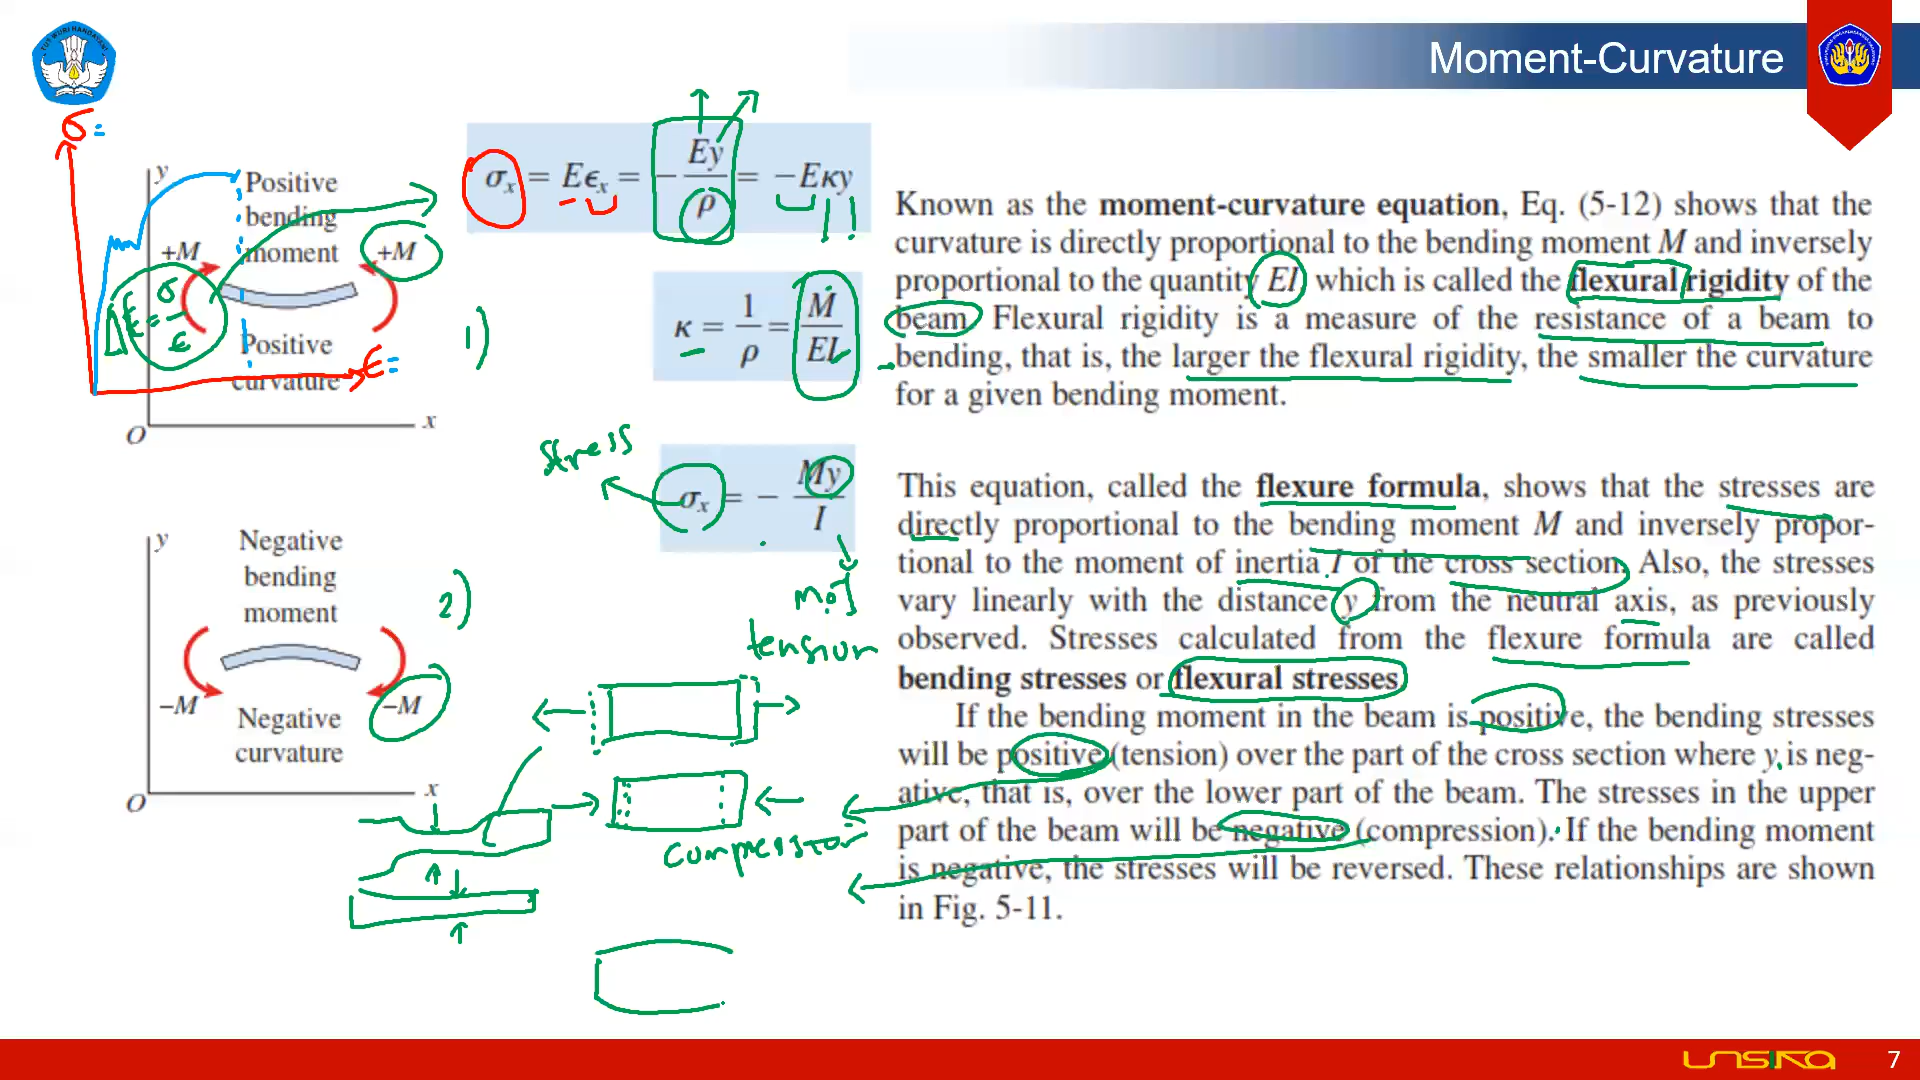 TUT WURI HANDAYANI
Moment-Curvature
σ =
y
Positive
bending
moment
+M
+M
E = σ/ϵ
Positive
curvature
ϵ =
O
x
1)
σx = Eϵx = − Ey/ρ = −Eκy
κ = 1/ρ = M/EI
stress
σx = − My/I
MoI
y
Negative
bending
moment
2)
−M
−M
Negative
curvature
O
x
tension
Known as the moment-curvature equation, Eq. (5-12) shows that the
curvature is directly proportional to the bending moment M and inversely
proportional to the quantity EI, which is called the flexural rigidity of the
beam. Flexural rigidity is a measure of the resistance of a beam to
bending, that is, the larger the flexural rigidity, the smaller the curvature
for a given bending moment.
This equation, called the flexure formula, shows that the stresses are
directly proportional to the bending moment M and inversely propor-
tional to the moment of inertia I of the cross section. Also, the stresses
vary linearly with the distance y from the neutral axis, as previously
observed. Stresses calculated from the flexure formula are called
bending stresses or flexural stresses.
If the bending moment in the beam is positive, the bending stresses
will be positive (tension) over the part of the cross section where y is neg-
ative, that is, over the lower part of the beam. The stresses in the upper
part of the beam will be negative (compression). If the bending moment
is negative, the stresses will be reversed. These relationships are shown
in Fig. 5-11.
UNSIKA
7